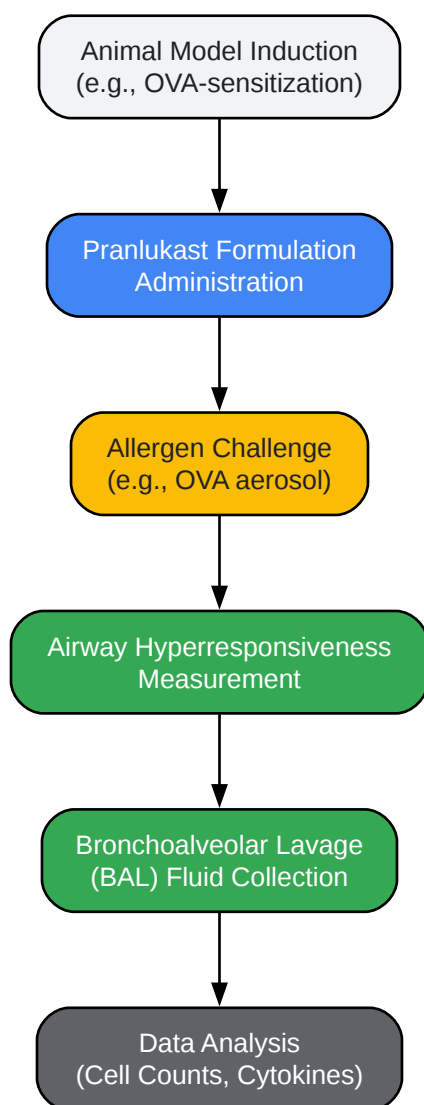 Animal Model Induction
(e.g., OVA-sensitization)
Pranlukast Formulation
Administration
Allergen Challenge
(e.g., OVA aerosol)
Airway Hyperresponsiveness
Measurement
Bronchoalveolar Lavage
(BAL) Fluid Collection
Data Analysis
(Cell Counts, Cytokines)